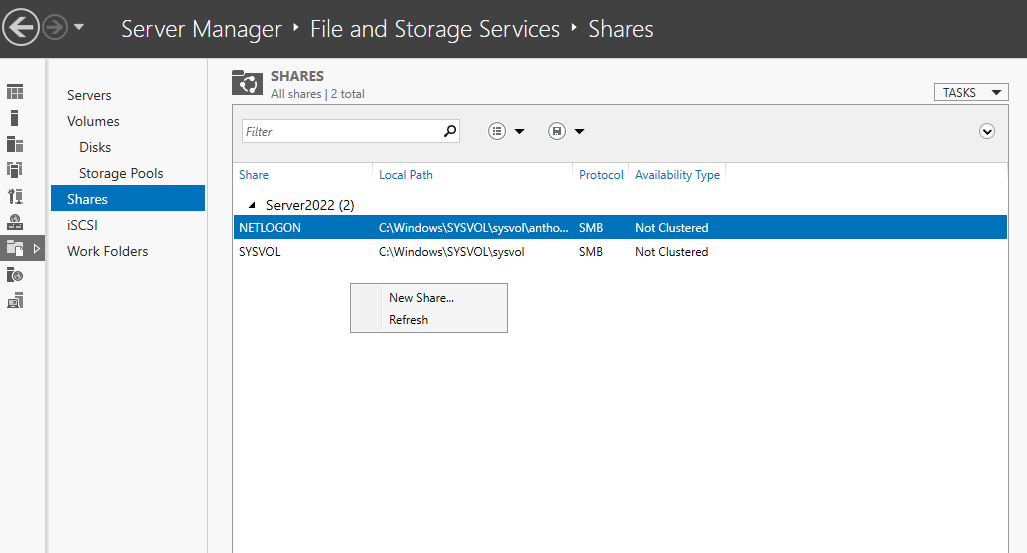 Server Manager ‣ File and Storage Services ‣ Shares
Servers
Volumes
Disks
Storage Pools
Shares
iSCSI
Work Folders
SHARES
All shares | 2 total
TASKS
Filter
Share Local Path Protocol Availability Type
Server2022 (2)
NETLOGON C:\Windows\SYSVOL\sysvol\antho... SMB Not Clustered
SYSVOL C:\Windows\SYSVOL\sysvol SMB Not Clustered
New Share...
Refresh